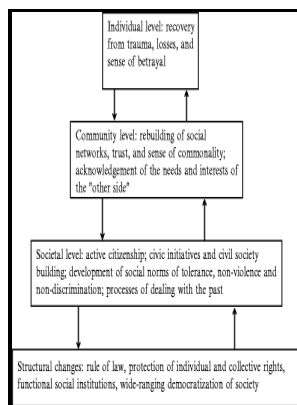 Individual level: recovery
from trauma, losses, and
sense of betrayal
Community level: rebuilding of social
networks, trust, and sense of commonality;
acknowledgement of the needs and interests of
the "other side"
Societal level: active citizenship; civic initiatives and civil society
building; development of social norms of tolerance, non-violence and
non-discrimination; processes of dealing with the past
Structural changes: rule of law, protection of individual and collective rights,
functional social institutions, wide-ranging democratization of society